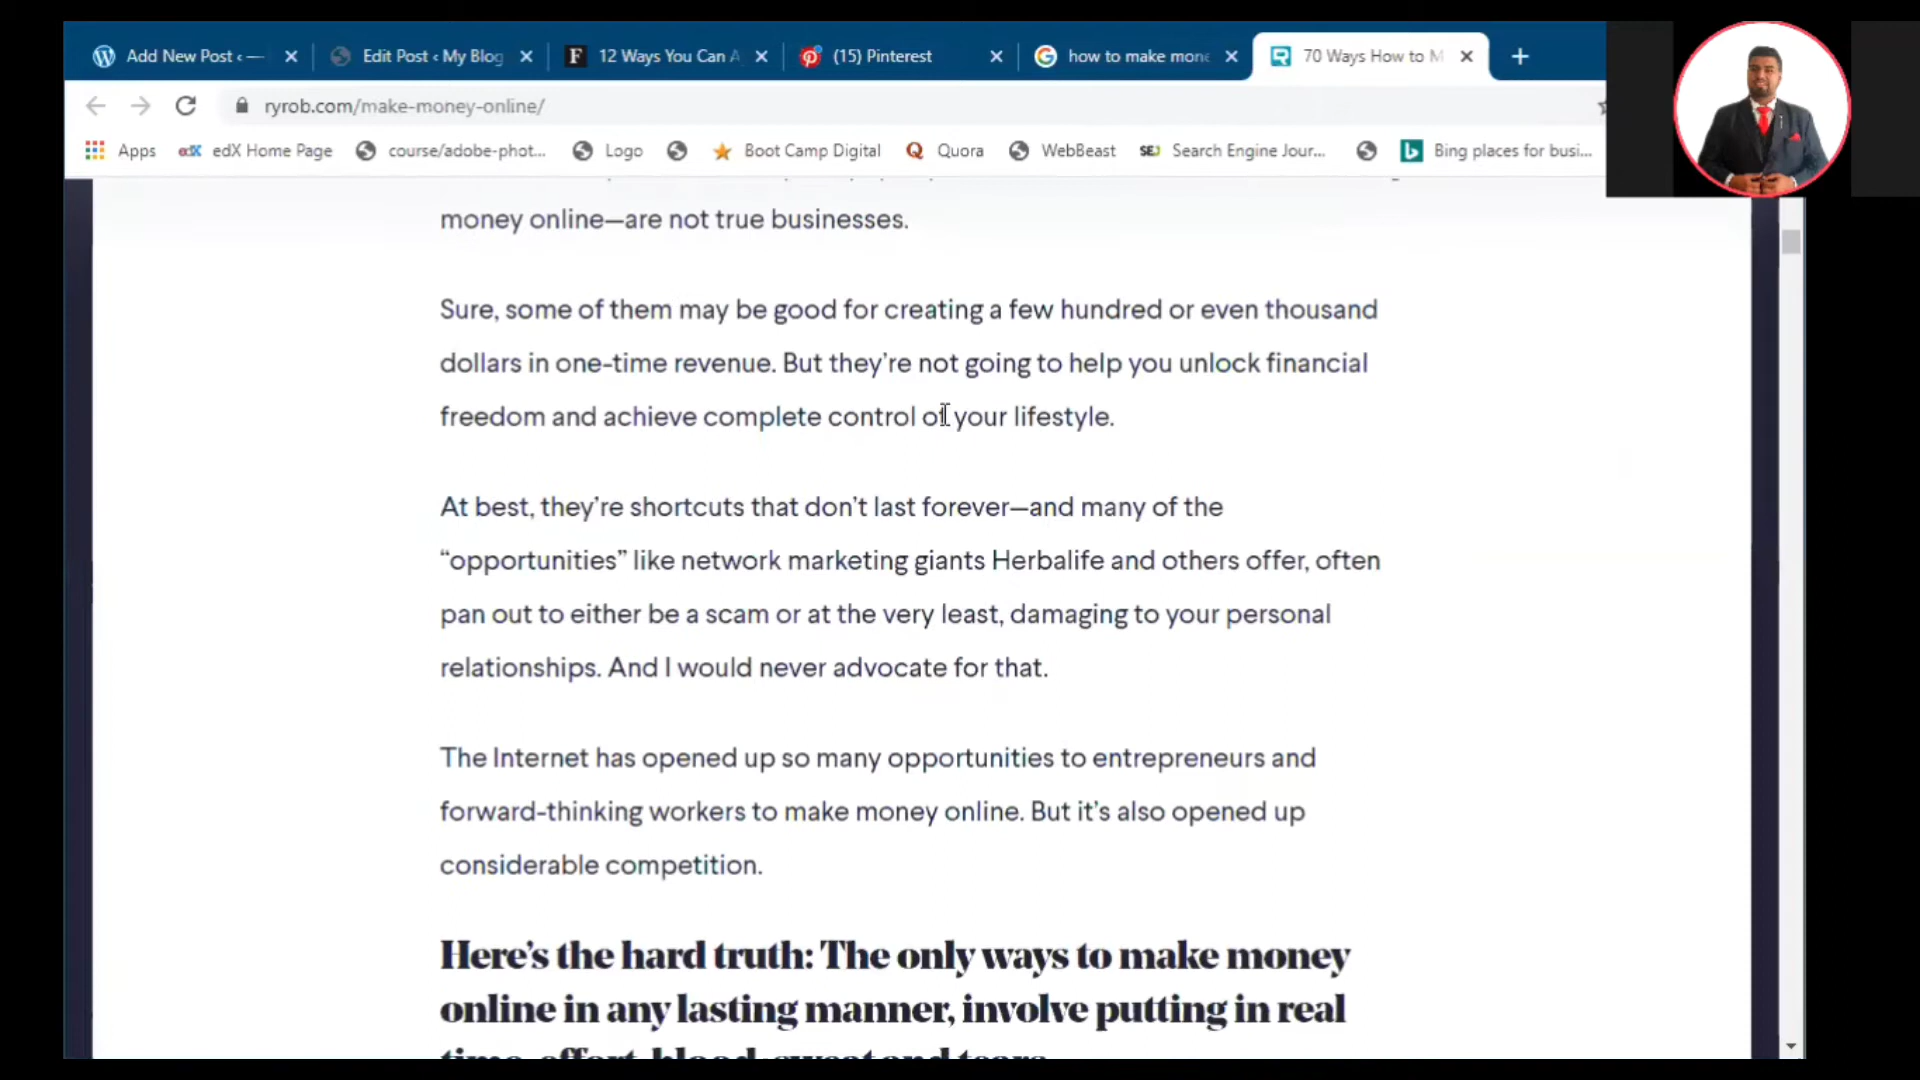 Add New Post ‹ —
Edit Post ‹ My Blog
12 Ways You Can A
(15) Pinterest
how to make mone
70 Ways How to M
ryrob.com/make-money-online/
Apps
edX
edX Home Page
course/adobe-phot...
Logo
Boot Camp Digital
Quora
WebBeast
SEJ
Search Engine Jour...
Bing places for busi...
money online—are not true businesses.
Sure, some of them may be good for creating a few hundred or even thousand
dollars in one-time revenue. But they’re not going to help you unlock financial
freedom and achieve complete control of your lifestyle.
At best, they’re shortcuts that don’t last forever—and many of the
“opportunities” like network marketing giants Herbalife and others offer, often
pan out to either be a scam or at the very least, damaging to your personal
relationships. And I would never advocate for that.
The Internet has opened up so many opportunities to entrepreneurs and
forward-thinking workers to make money online. But it’s also opened up
considerable competition.
Here’s the hard truth: The only ways to make money
online in any lasting manner, involve putting in real
time, effort, blood, sweat and tears.